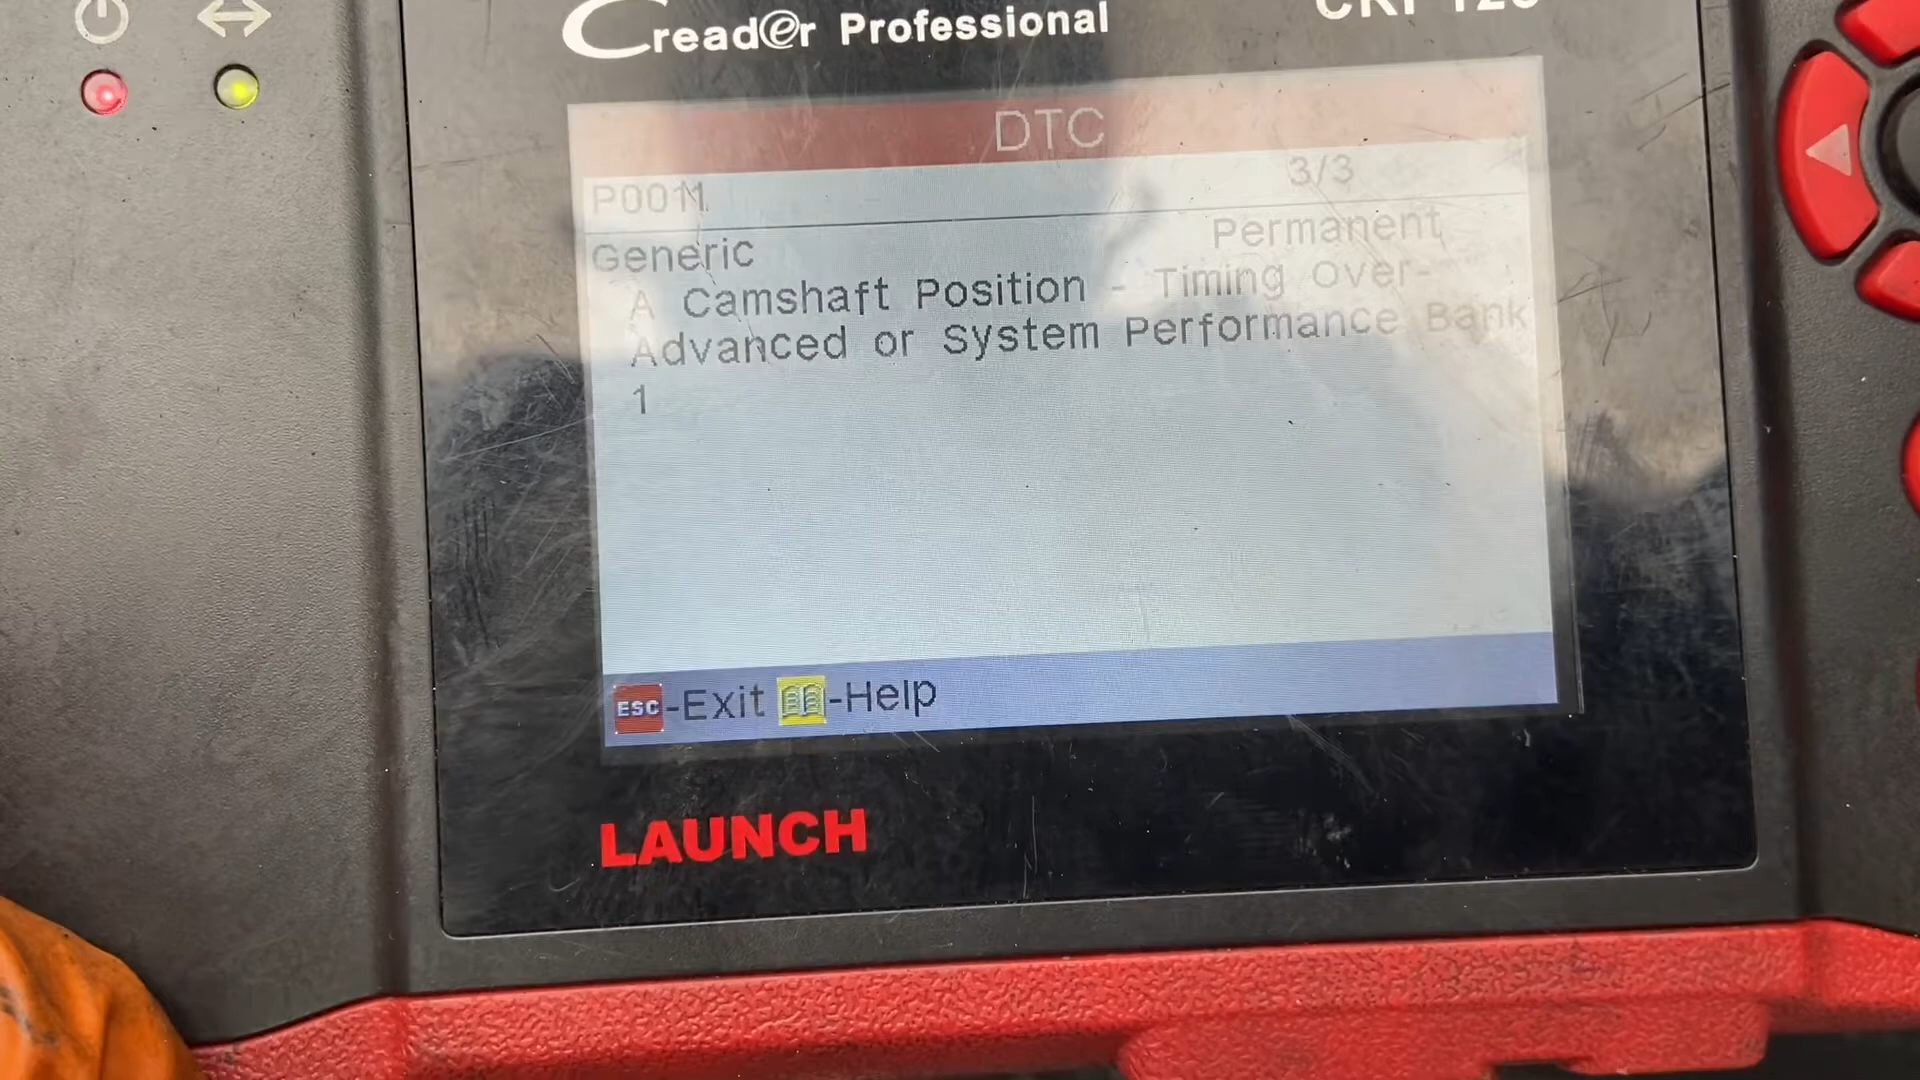 Creader Professional
DTC
P0011 3/3
Generic Permanent
A Camshaft Position - Timing Over-
Advanced or System Performance Bank
1
ESC-Exit -Help
LAUNCH